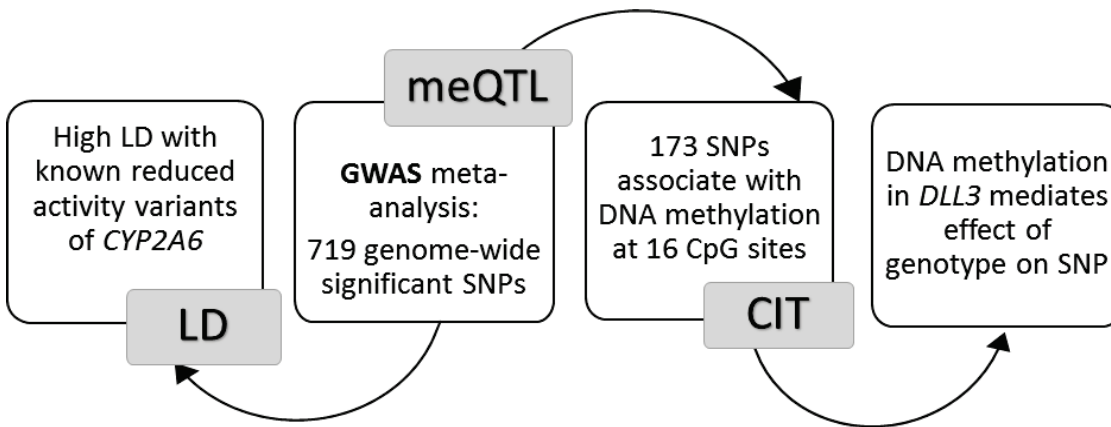 High LD with
known reduced
activity variants
of CYP2A6
LD
meQTL
GWAS meta-
analysis:
719 genome-wide
significant SNPs
173 SNPs
associate with
DNA methylation
at 16 CpG sites
CIT
DNA methylation
in DLL3 mediates
effect of
genotype on SNP